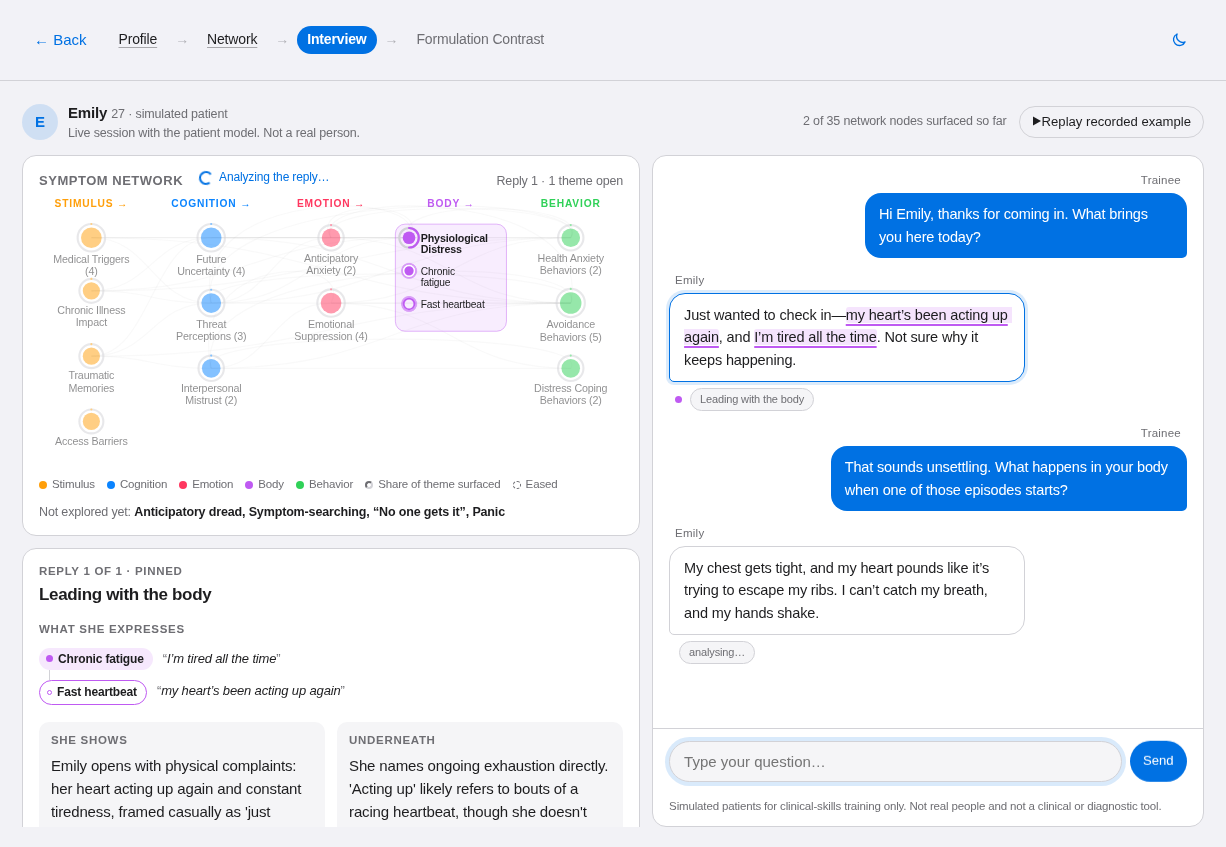 ← Back
Profile → Network → Interview → Formulation Contrast
E
Emily 27 · simulated patient
Live session with the patient model. Not a real person.
2 of 35 network nodes surfaced so far
Replay recorded example
SYMPTOM NETWORK
Analyzing the reply…
Reply 1 · 1 theme open
STIMULUS →
COGNITION →
EMOTION →
BODY →
BEHAVIOR
Medical Triggers
(4)
Chronic Illness
Impact
Traumatic
Memories
Access Barriers
Future
Uncertainty (4)
Threat
Perceptions (3)
Interpersonal
Mistrust (2)
Anticipatory
Anxiety (2)
Emotional
Suppression (4)
Physiological
Distress
Chronic
fatigue
Fast heartbeat
Health Anxiety
Behaviors (2)
Avoidance
Behaviors (5)
Distress Coping
Behaviors (2)
Stimulus
Cognition
Emotion
Body
Behavior
Share of theme surfaced
Eased
Not explored yet: Anticipatory dread, Symptom-searching, “No one gets it”, Panic
REPLY 1 OF 1 · PINNED
Leading with the body
WHAT SHE EXPRESSES
Chronic fatigue “I’m tired all the time”
Fast heartbeat “my heart’s been acting up again”
SHE SHOWS
Emily opens with physical complaints:
her heart acting up again and constant
tiredness, framed casually as 'just
UNDERNEATH
She names ongoing exhaustion directly.
'Acting up' likely refers to bouts of a
racing heartbeat, though she doesn't
Trainee
Hi Emily, thanks for coming in. What brings
you here today?
Emily
Just wanted to check in—my heart’s been acting up
again, and I’m tired all the time. Not sure why it
keeps happening.
Leading with the body
Trainee
That sounds unsettling. What happens in your body
when one of those episodes starts?
Emily
My chest gets tight, and my heart pounds like it’s
trying to escape my ribs. I can’t catch my breath,
and my hands shake.
analysing…
Type your question…
Send
Simulated patients for clinical-skills training only. Not real people and not a clinical or diagnostic tool.